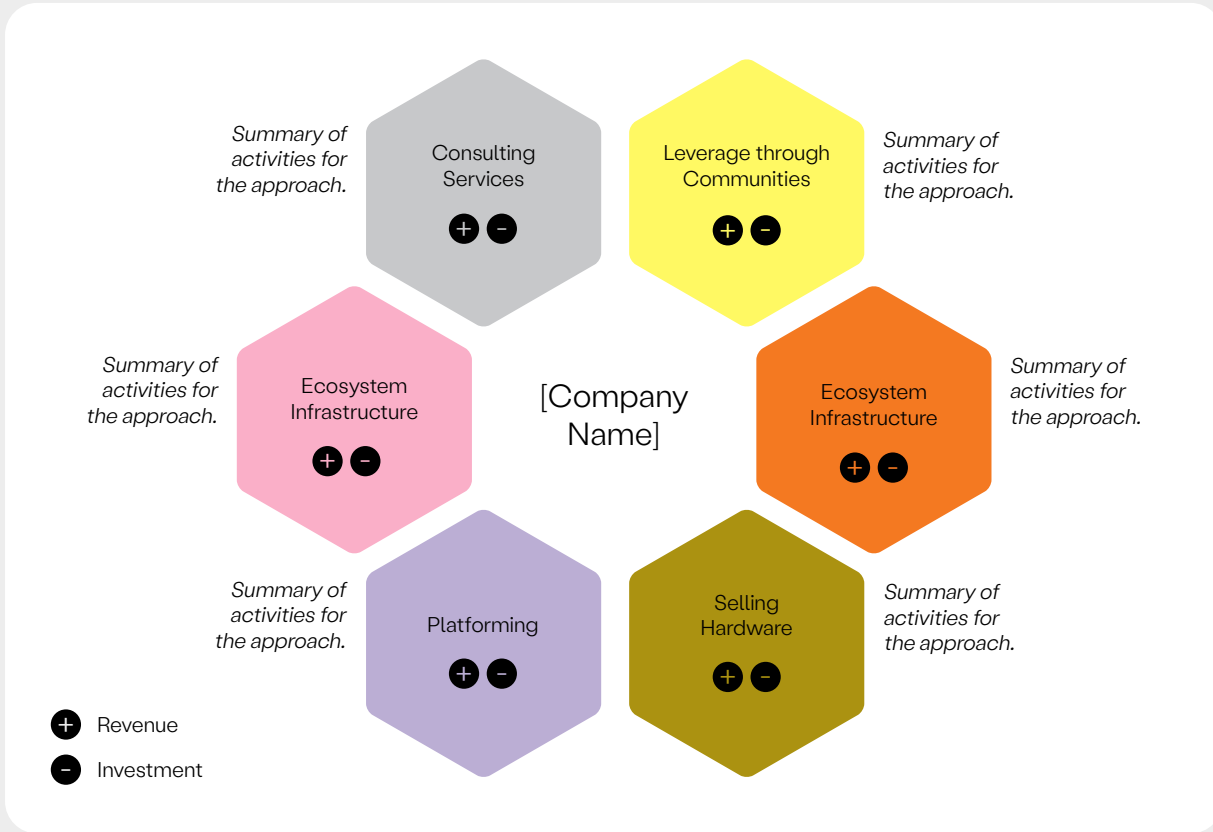 Consulting
Services
+ -
Summary of
activities for
the approach.
Leverage through
Communities
+ -
Summary of
activities for
the approach.
Ecosystem
Infrastructure
+ -
Summary of
activities for
the approach.
[Company
Name]
Ecosystem
Infrastructure
+ -
Summary of
activities for
the approach.
Platforming
+ -
Summary of
activities for
the approach.
Selling
Hardware
+ -
Summary of
activities for
the approach.
+ Revenue
- Investment